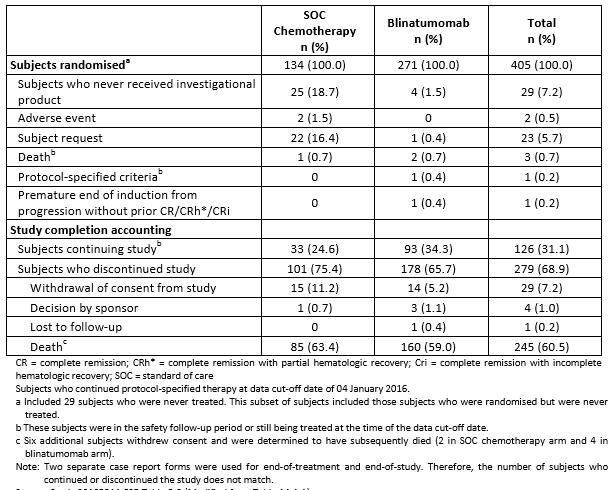 SOC Chemotherapy n (%) Blinatumomab n (%) Total n (%)
Subjects randomisedª 134 (100.0) 271 (100.0) 405 (100.0)
Subjects who never received investigational product 25 (18.7) 4 (1.5) 29 (7.2)
Adverse event 2 (1.5) 0 2 (0.5)
Subject request 22 (16.4) 1 (0.4) 23 (5.7)
Deathᵇ 1 (0.7) 2 (0.7) 3 (0.7)
Protocol-specified criteriaᵇ 0 1 (0.4) 1 (0.2)
Premature end of induction from progression without prior CR/CRh*/CRi 0 1 (0.4) 1 (0.2)
Study completion accounting
Subjects continuing studyᵇ 33 (24.6) 93 (34.3) 126 (31.1)
Subjects who discontinued study 101 (75.4) 178 (65.7) 279 (68.9)
Withdrawal of consent from study 15 (11.2) 14 (5.2) 29 (7.2)
Decision by sponsor 1 (0.7) 3 (1.1) 4 (1.0)
Lost to follow-up 0 1 (0.4) 1 (0.2)
Deathᶜ 85 (63.4) 160 (59.0) 245 (60.5)
CR = complete remission; CRh* = complete remission with partial hematologic recovery; Cri = complete remission with incomplete
hematologic recovery; SOC = standard of care
Subjects who continued protocol-specified therapy at data cut-off date of 04 January 2016.
a Included 29 subjects who were never treated. This subset of subjects included those subjects who were randomised but were never
treated.
b These subjects were in the safety follow-up period or still being treated at the time of the data cut-off date.
c Six additional subjects withdrew consent and were determined to have subsequently died (2 in SOC chemotherapy arm and 4 in
blinatumomab arm).
Note: Two separate case report forms were used for end-of-treatment and end-of-study. Therefore, the number of subjects who
continued or discontinued the study does not match.